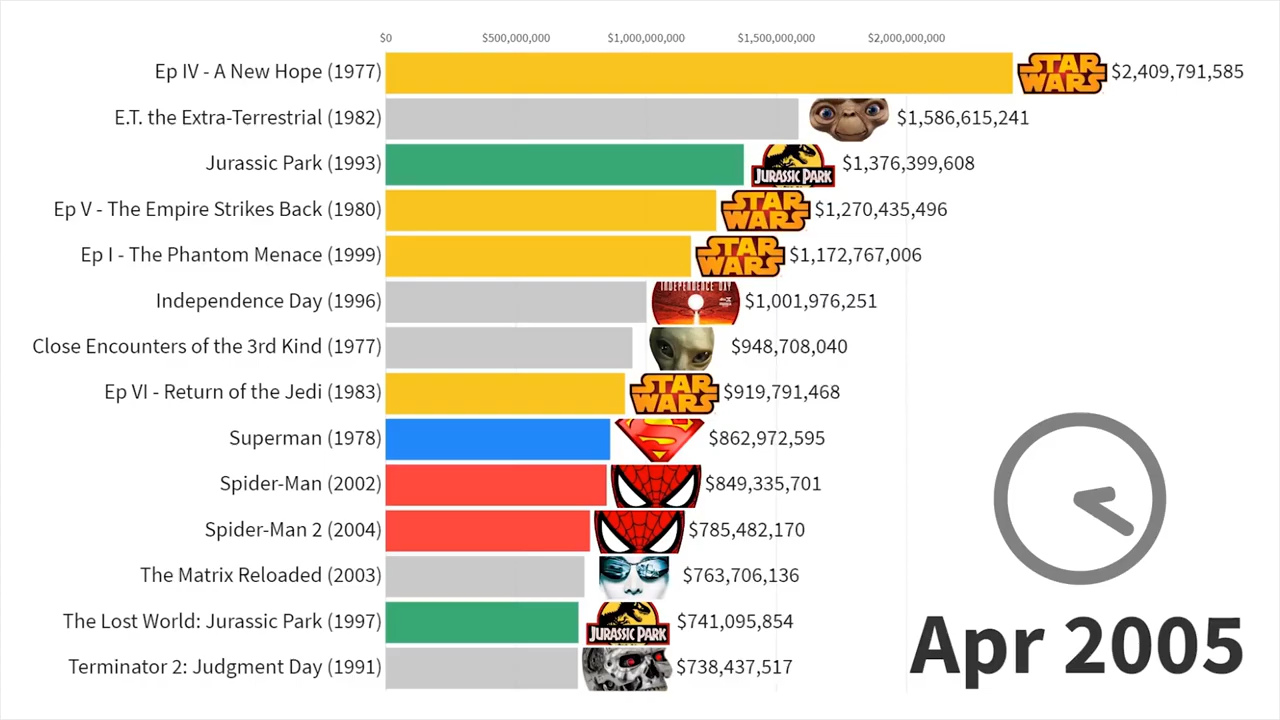 $0 $500,000,000 $1,000,000,000 $1,500,000,000 $2,000,000,000
Ep IV - A New Hope (1977) STAR WARS $2,409,791,585
E.T. the Extra-Terrestrial (1982) $1,586,615,241
Jurassic Park (1993) JURASSIC PARK $1,376,399,608
Ep V - The Empire Strikes Back (1980) STAR WARS $1,270,435,496
Ep I - The Phantom Menace (1999) STAR WARS $1,172,767,006
Independence Day (1996) INDEPENDENCE DAY $1,001,976,251
Close Encounters of the 3rd Kind (1977) $948,708,040
Ep VI - Return of the Jedi (1983) STAR WARS $919,791,468
Superman (1978) $862,972,595
Spider-Man (2002) $849,335,701
Spider-Man 2 (2004) $785,482,170
The Matrix Reloaded (2003) $763,706,136
The Lost World: Jurassic Park (1997) JURASSIC PARK $741,095,854
Terminator 2: Judgment Day (1991) $738,437,517
Apr 2005